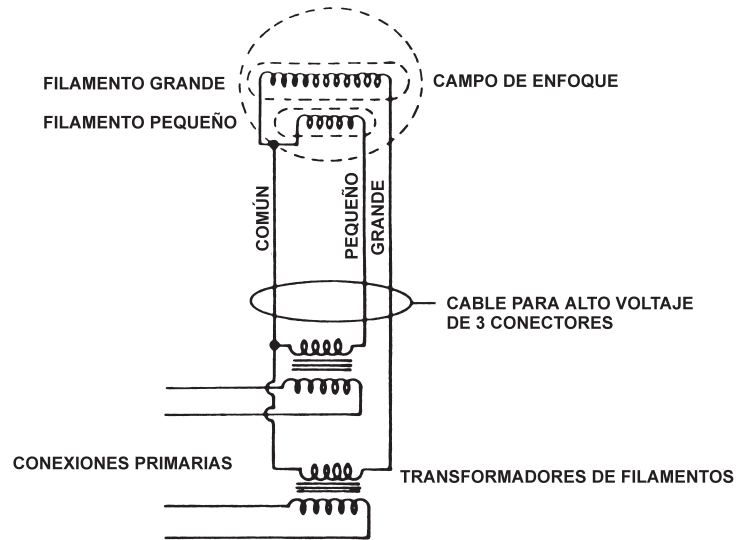 FILAMENTO GRANDE
CAMPO DE ENFOQUE
FILAMENTO PEQUEÑO
COMÚN
PEQUEÑO
GRANDE
CABLE PARA ALTO VOLTAJE
DE 3 CONECTORES
CONEXIONES PRIMARIAS
TRANSFORMADORES DE FILAMENTOS